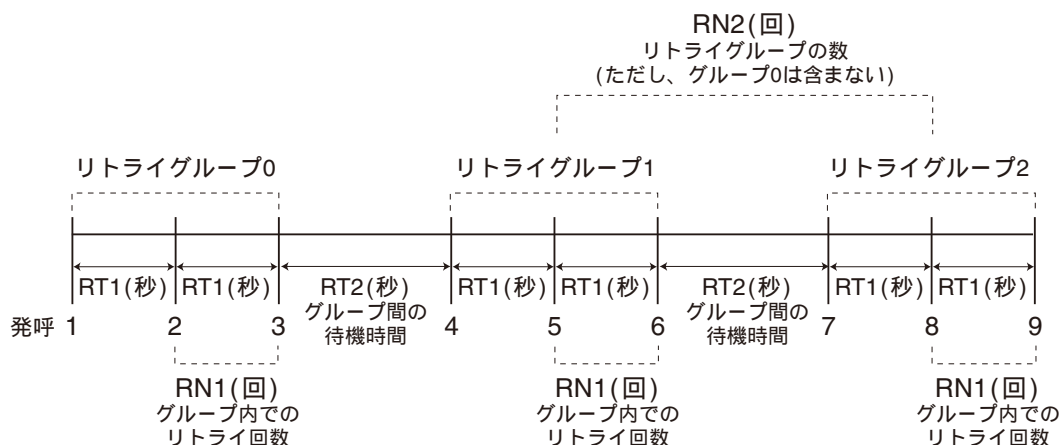 RN2(回)
リトライグループの数
(ただし、グループ0は含まない)
リトライグループ0
リトライグループ1
リトライグループ2
RT1(秒)
RT1(秒)
RT2(秒)
グループ間の
待機時間
RT1(秒)
RT1(秒)
RT2(秒)
グループ間の
待機時間
RT1(秒)
RT1(秒)
発呼 1 2 3 4 5 6 7 8 9
RN1(回)
グループ内での
リトライ回数
RN1(回)
グループ内での
リトライ回数
RN1(回)
グループ内での
リトライ回数